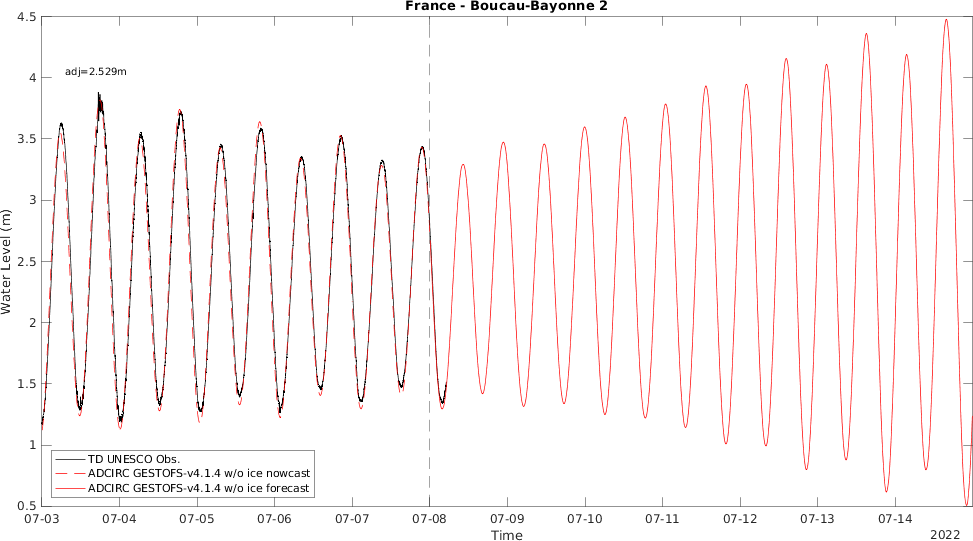 France - Boucau-Bayonne 2
4.5
4
3.5
3
2.5
2
1.5
1
0.5
Water Level (m)
adj=2.529m
TD UNESCO Obs.
ADCIRC GESTOFS-v4.1.4 w/o ice nowcast
ADCIRC GESTOFS-v4.1.4 w/o ice forecast
07-03 07-04 07-05 07-06 07-07 07-08 07-09 07-10 07-11 07-12 07-13 07-14
Time
2022